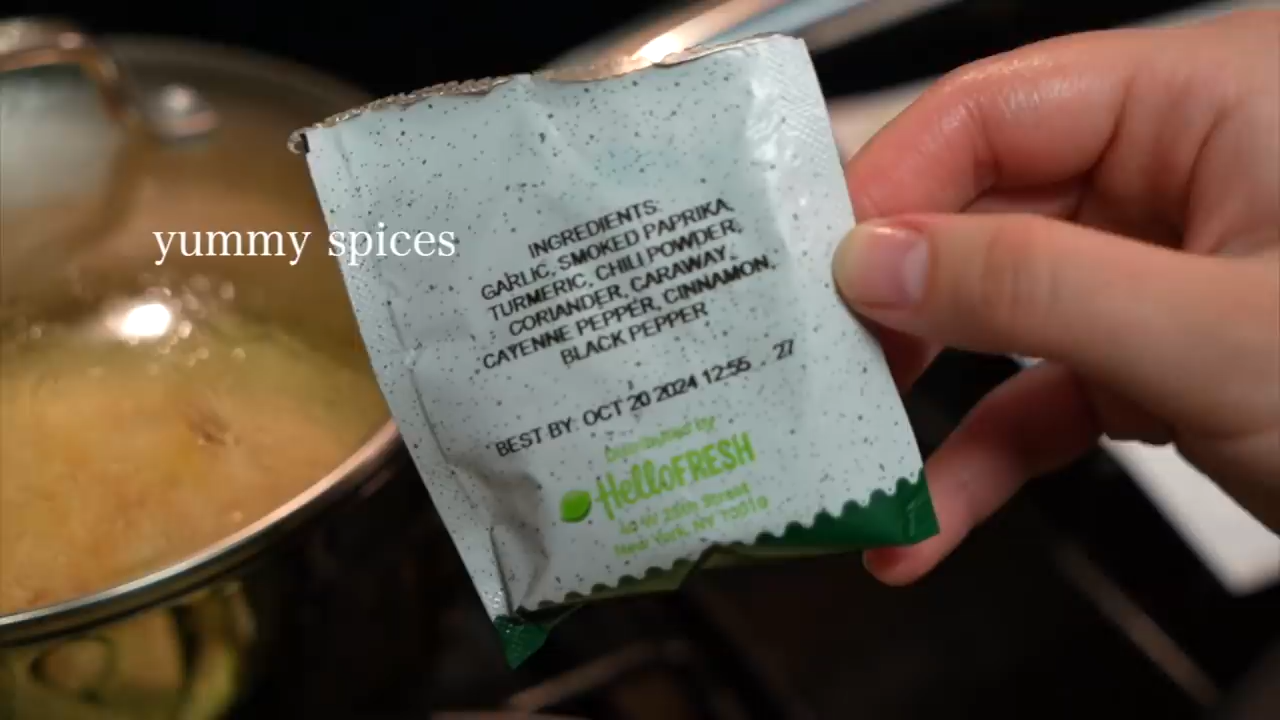 yummy spices
INGREDIENTS:
GARLIC, SMOKED PAPRIKA,
TURMERIC, CHILI POWDER,
CORIANDER, CARAWAY,
CAYENNE PEPPER, CINNAMON,
BLACK PEPPER
BEST BY: OCT 20 2024 12:55 27
Distributed by
HelloFRESH
Street
New York, NY